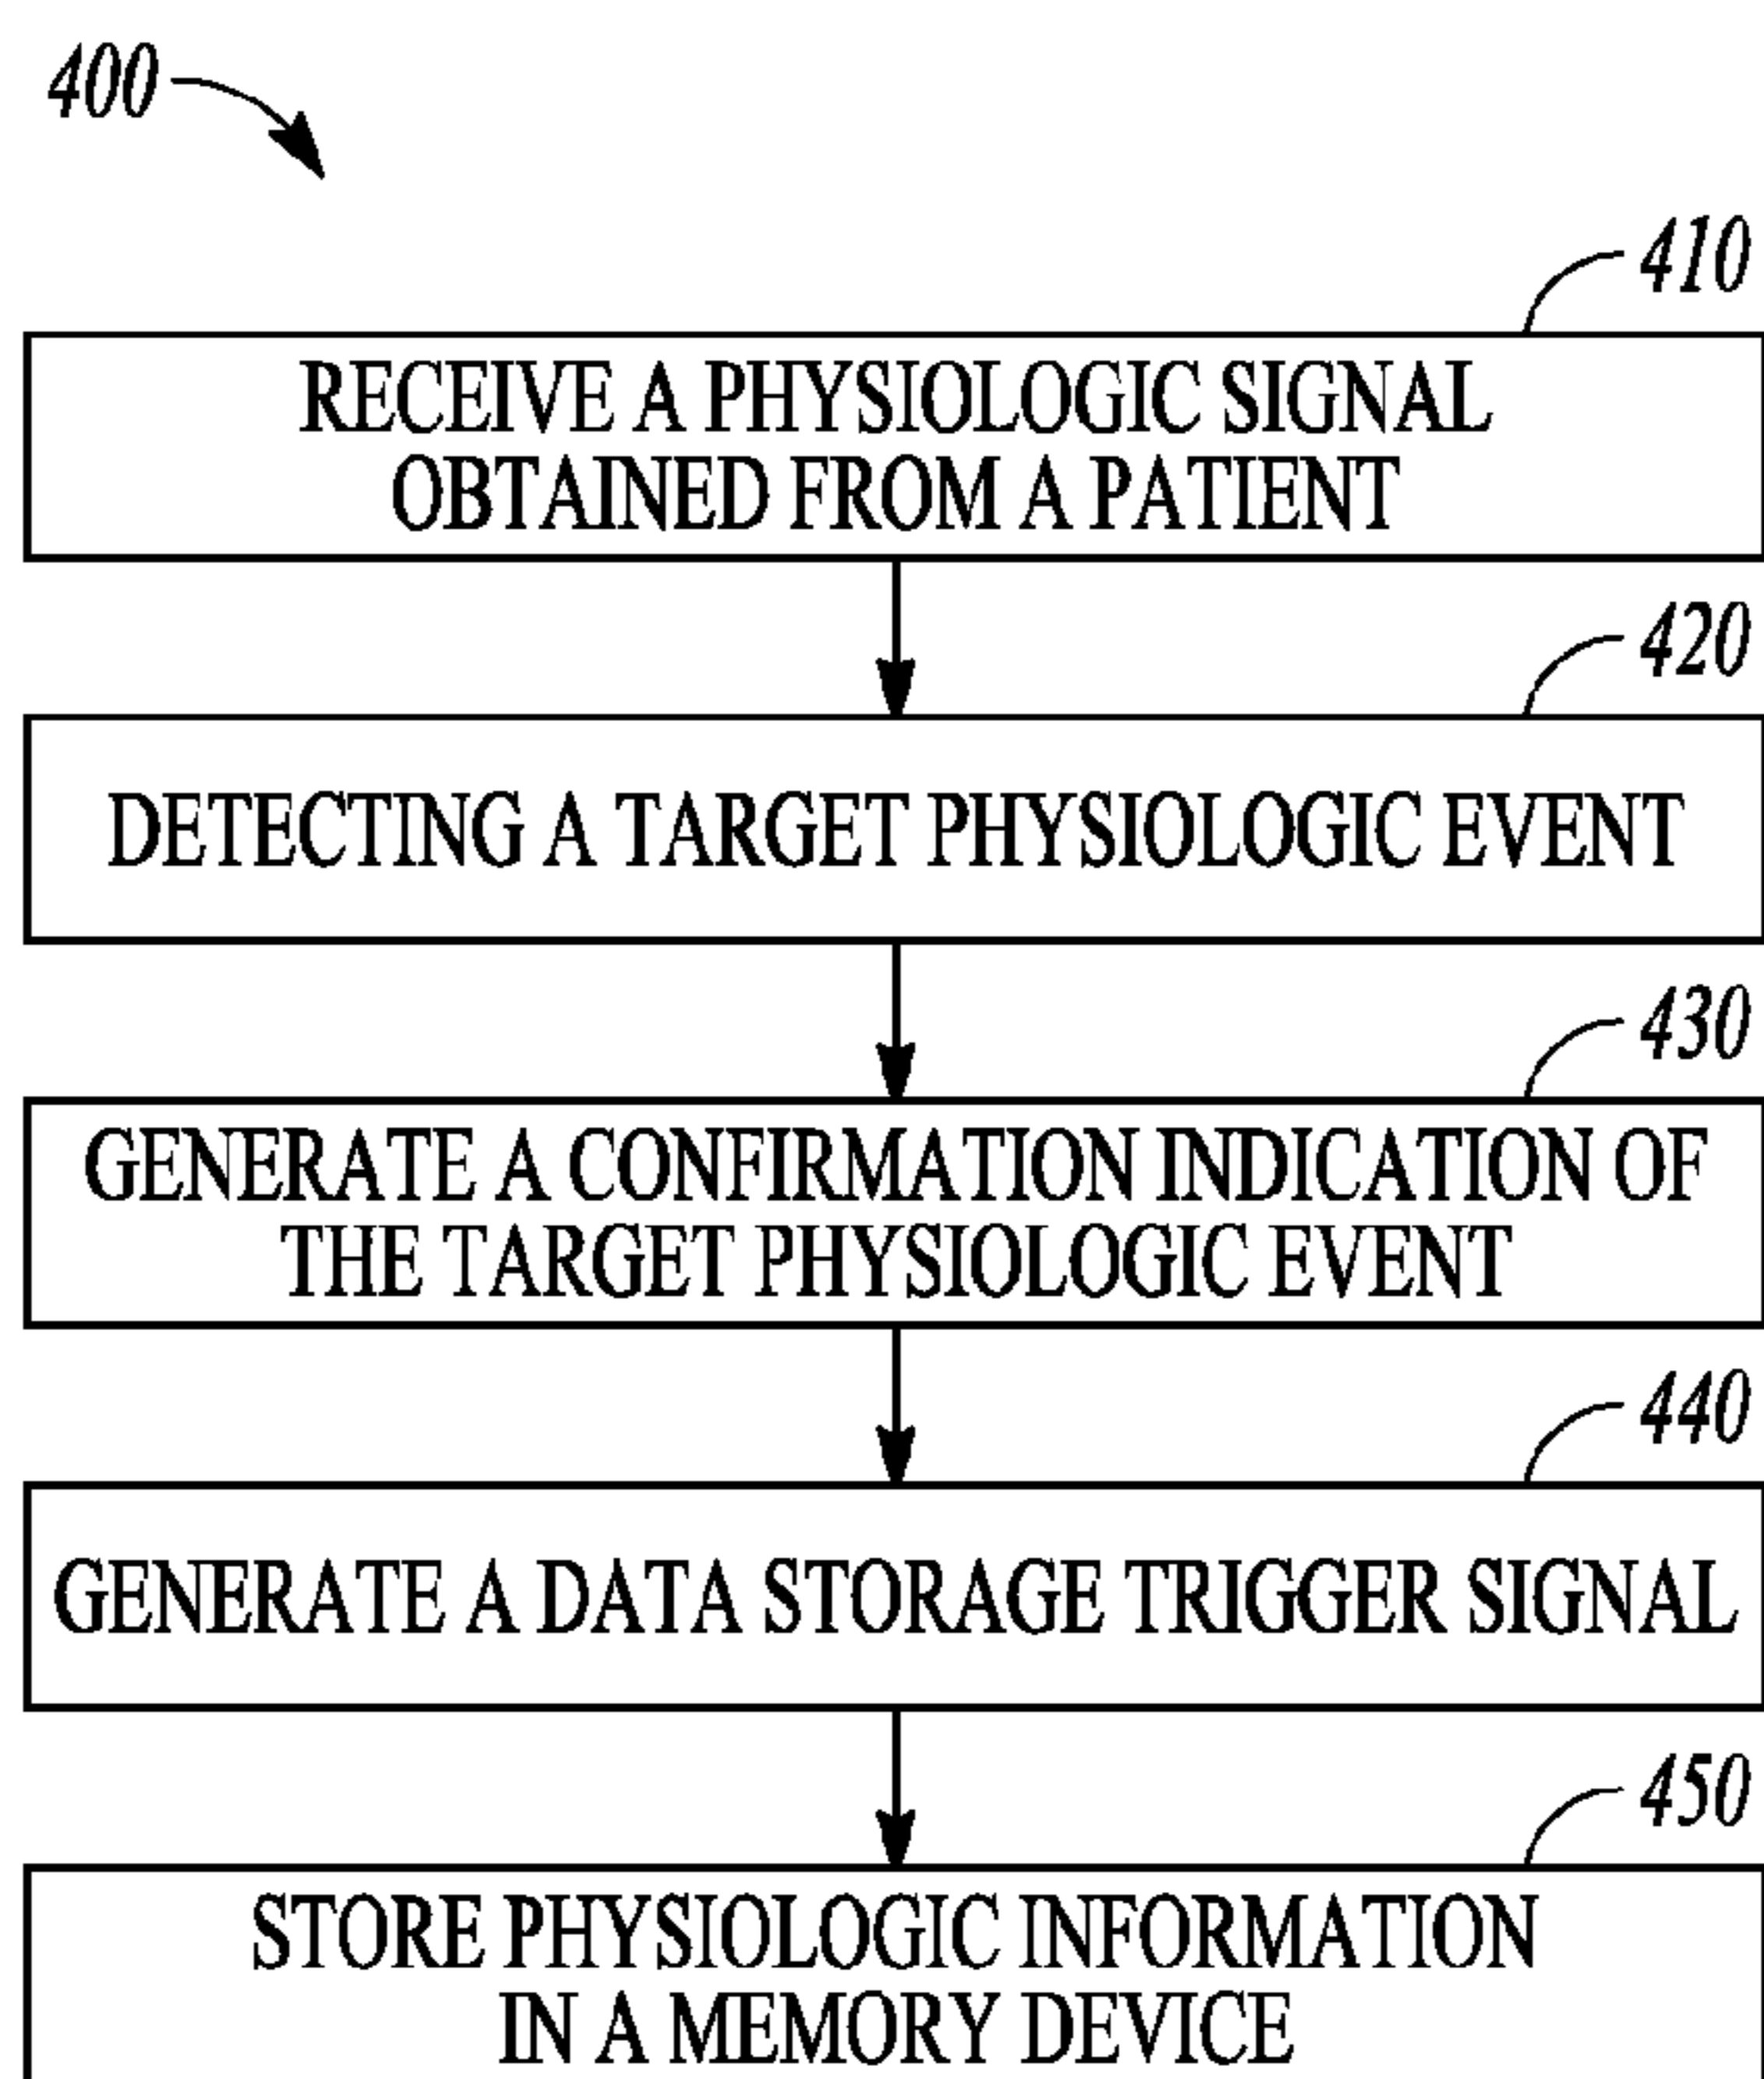 400
410
RECEIVE A PHYSIOLOGIC SIGNAL
OBTAINED FROM A PATIENT
420
DETECTING A TARGET PHYSIOLOGIC EVENT
430
GENERATE A CONFIRMATION INDICATION OF
THE TARGET PHYSIOLOGIC EVENT
440
GENERATE A DATA STORAGE TRIGGER SIGNAL
450
STORE PHYSIOLOGIC INFORMATION
IN A MEMORY DEVICE